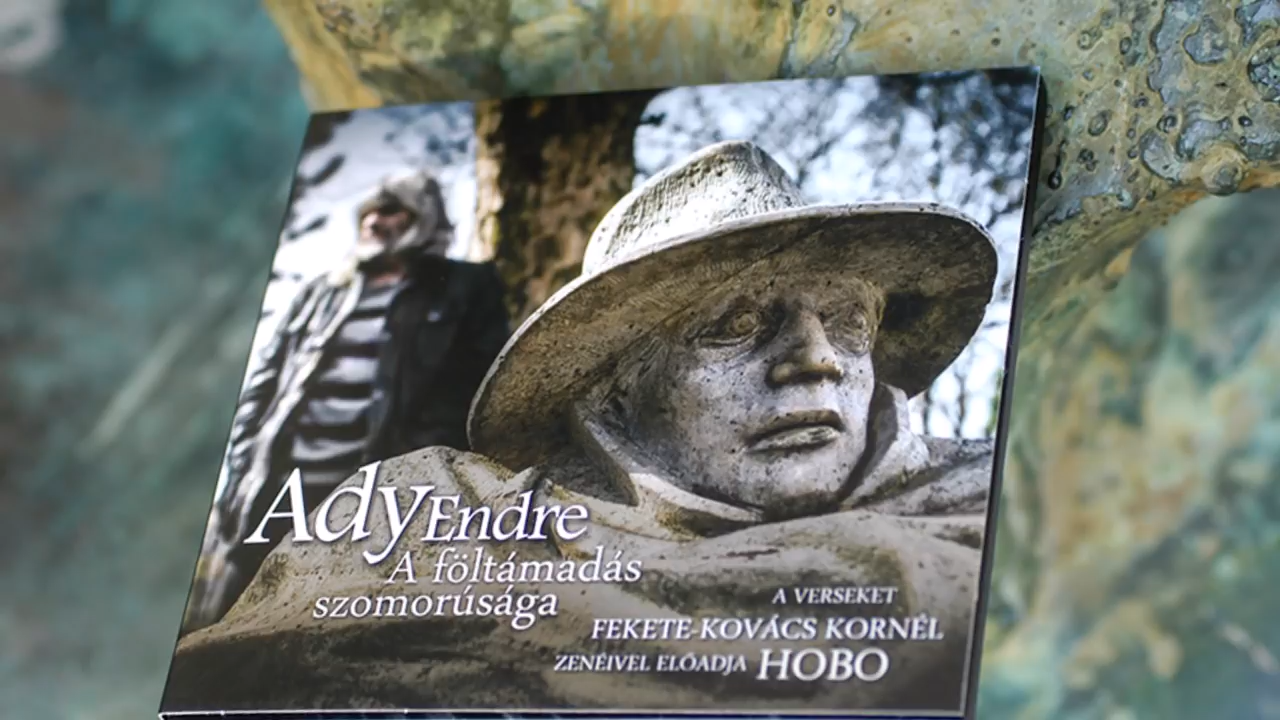 Ady Endre
A föltámadás
szomorúsága
A VERSEKET
FEKETE-KOVÁCS KORNÉL
ZENÉIVEL ELŐADJA HOBO